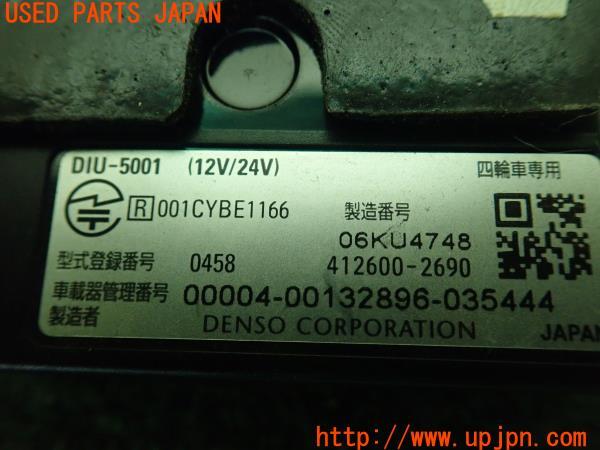 USED PARTS JAPAN
DIU-5001 (12V/24V) 四輪車専用
R 001CYBE1166 製造番号
06KU4748
型式登録番号 0458 412600-2690
車載器管理番号 00004-00132896-035444
製造者 DENSO CORPORATION JAPAN
http://www.upjpn.com/